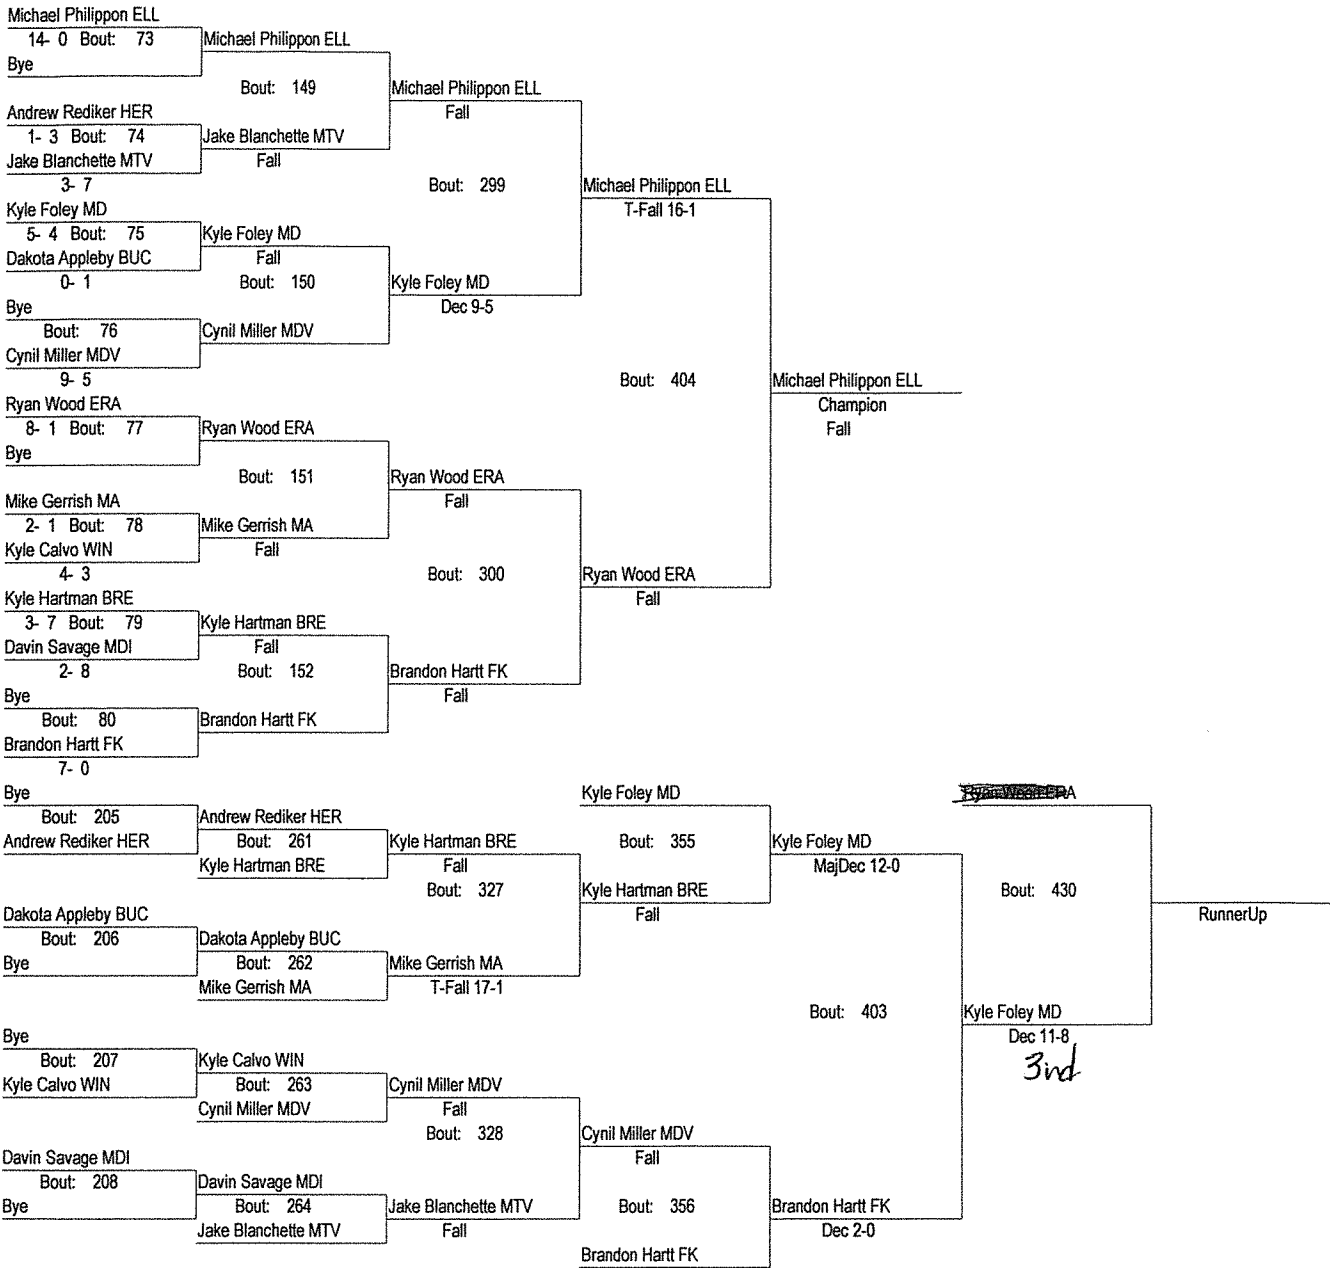 Michael Philippon ELL
14- 0 Bout: 73
Bye
Michael Philippon ELL
Bout: 149
Andrew Rediker HER
1- 3 Bout: 74
Jake Blanchette MTV
3- 7
Jake Blanchette MTV
Fall
Michael Philippon ELL
Fall
Bout: 299
Kyle Foley MD
5- 4 Bout: 75
Dakota Appleby BUC
0- 1
Kyle Foley MD
Fall
Bout: 150
Bye
Bout: 76
Cynil Miller MDV
9- 5
Cynil Miller MDV
Kyle Foley MD
Dec 9-5
Michael Philippon ELL
T-Fall 16-1
Bout: 404
Michael Philippon ELL
Champion
Fall
Ryan Wood ERA
8- 1 Bout: 77
Bye
Ryan Wood ERA
Bout: 151
Mike Gerrish MA
2- 1 Bout: 78
Kyle Calvo WIN
4- 3
Mike Gerrish MA
Fall
Ryan Wood ERA
Fall
Bout: 300
Ryan Wood ERA
Fall
Kyle Hartman BRE
3- 7 Bout: 79
Davin Savage MDI
2- 8
Kyle Hartman BRE
Fall
Bout: 152
Bye
Bout: 80
Brandon Hartt FK
7- 0
Brandon Hartt FK
Brandon Hartt FK
Fall
Bye
Bout: 205
Andrew Rediker HER
Andrew Rediker HER
Bout: 261
Kyle Hartman BRE
Kyle Hartman BRE
Fall
Bout: 327
Dakota Appleby BUC
Bout: 206
Bye
Dakota Appleby BUC
Bout: 262
Mike Gerrish MA
Mike Gerrish MA
T-Fall 17-1
Kyle Foley MD
Bout: 355
Kyle Hartman BRE
Fall
Kyle Foley MD
MajDec 12-0
Bout: 403
Ryan Wood ERA
Bout: 430
RunnerUp
Kyle Foley MD
Dec 11-8
3nd
Bye
Bout: 207
Kyle Calvo WIN
Kyle Calvo WIN
Bout: 263
Cynil Miller MDV
Cynil Miller MDV
Fall
Bout: 328
Davin Savage MDI
Bout: 208
Bye
Davin Savage MDI
Bout: 264
Jake Blanchette MTV
Jake Blanchette MTV
Fall
Cynil Miller MDV
Fall
Bout: 356
Brandon Hartt FK
Brandon Hartt FK
Dec 2-0